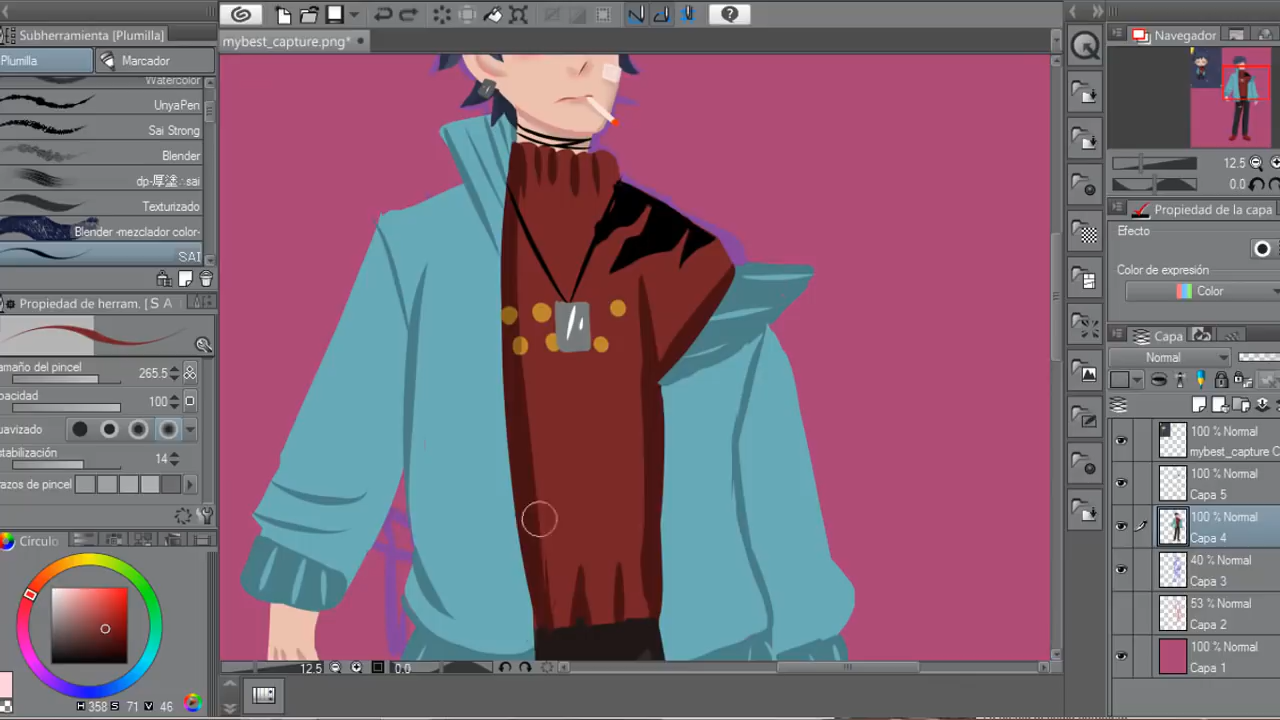 Subherramienta [Plumilla]
Plumilla
Marcador
Watercolor
UnyaPen
Sai Strong
Blender
dp-厚塗∴sai
Texturizado
Blender -mezclador color-
SAI
Propiedad de herram. [S A
amaño del pincel
265.5
pacidad
100
uavizado
stabilización
14
razos de pincel
Círculo
H 358 S 71 V 46
mybest_capture.png*
12.5
0.0
Navegador
12.5
0.0
Propiedad de la capa
Efecto
Color de expresión
Color
Capa
Normal
100 % Normal
mybest_capture C
100 % Normal
Capa 5
100 % Normal
Capa 4
40 % Normal
Capa 3
53 % Normal
Capa 2
100 % Normal
Capa 1